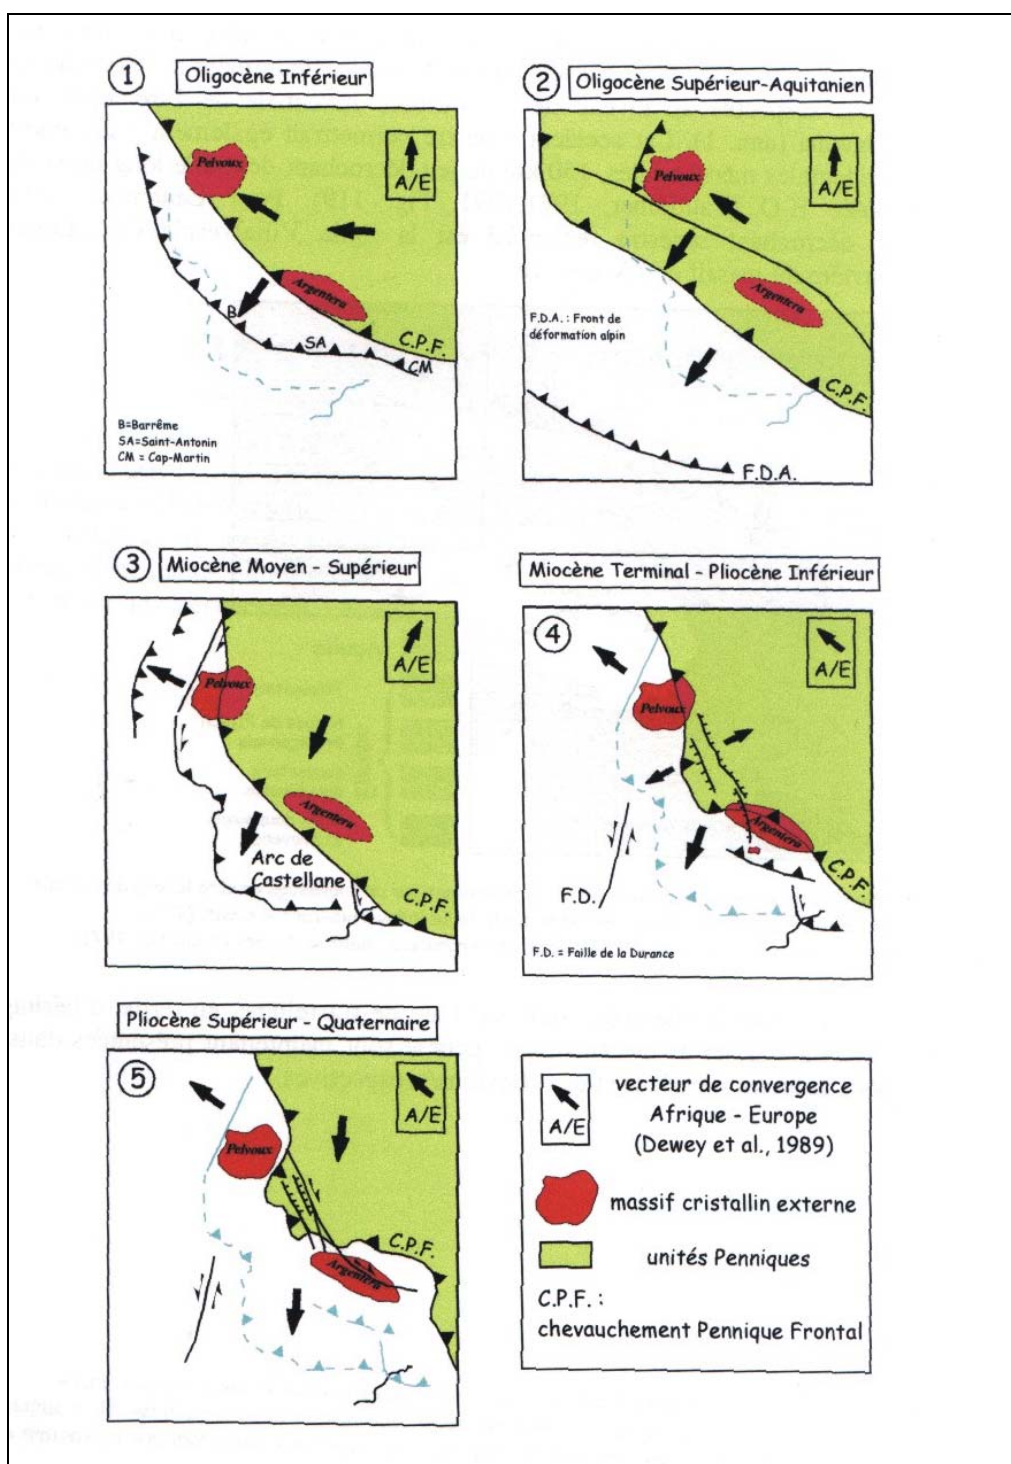 1
Oligocène Inférieur
Pelvoux
A/E
Argentera
B
SA
C.P.F.
CM
B=Barrême
SA=Saint-Antonin
CM = Cap-Martin
2
Oligocène Supérieur-Aquitanien
Pelvoux
A/E
Argentera
F.D.A. : Front de
déformation alpin
C.P.F.
F.D.A.
3
Miocène Moyen - Supérieur
A/E
Pelvoux
Argentera
Arc de
Castellane
C.P.F.
Miocène Terminal - Pliocène Inférieur
4
A/E
Pelvoux
Argentera
C.P.F.
F.D.
F.D. = Faille de la Durance
Pliocène Supérieur - Quaternaire
5
A/E
Pelvoux
C.P.F.
Argentera
A/E
vecteur de convergence
Afrique - Europe
(Dewey et al., 1989)
massif cristallin externe
unités Penniques
C.P.F. :
chevauchement Pennique Frontal